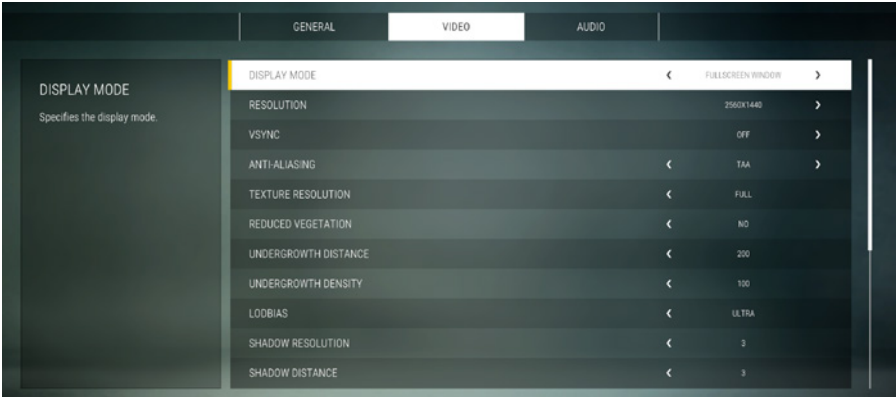 GENERAL VIDEO AUDIO
DISPLAY MODE
Specifies the display mode.
DISPLAY MODE FULLSCREEN WINDOW
RESOLUTION 2560X1440
VSYNC OFF
ANTI-ALIASING TAA
TEXTURE RESOLUTION FULL
REDUCED VEGETATION NO
UNDERGROWTH DISTANCE 200
UNDERGROWTH DENSITY 100
LODBIAS ULTRA
SHADOW RESOLUTION 3
SHADOW DISTANCE 3